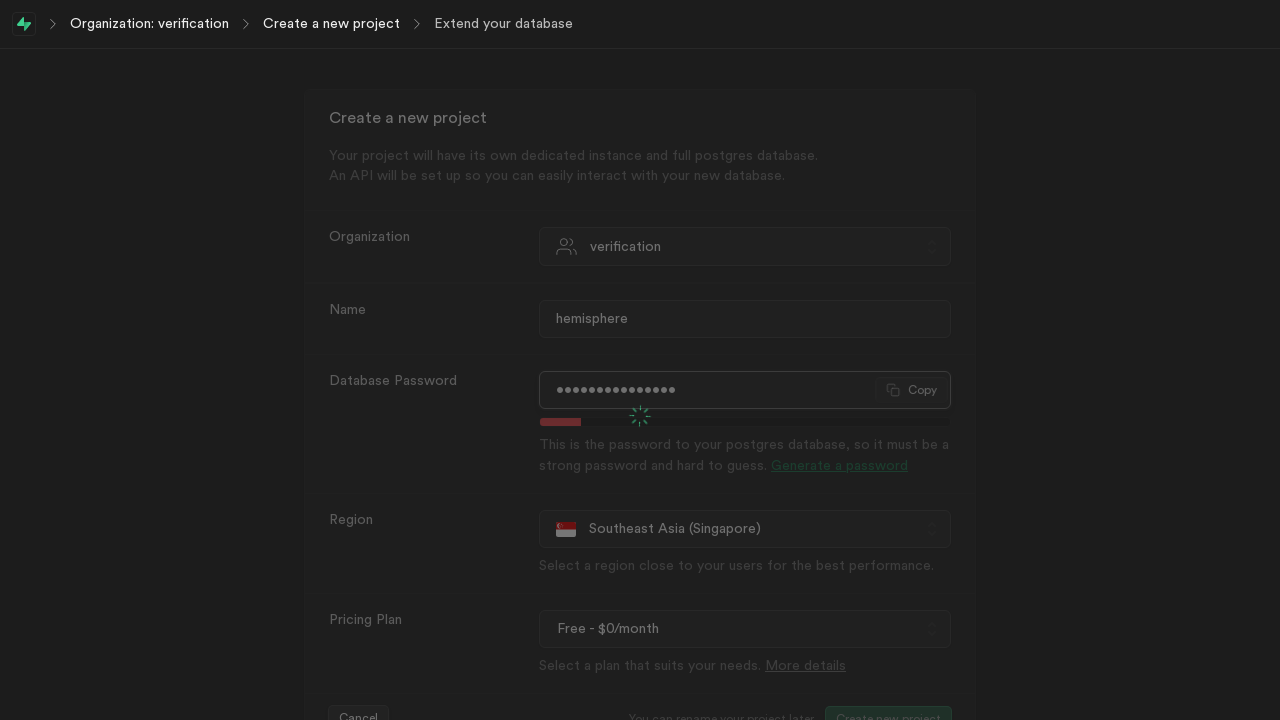 Organization: verification
Create a new project
Extend your database
Create a new project
Your project will have its own dedicated instance and full postgres database.
An API will be set up so you can easily interact with your new database.
Organization
verification
Name
hemisphere
Database Password
•••••••••••••••
Copy
This is the password to your postgres database, so it must be a
strong password and hard to guess. Generate a password
Region
Southeast Asia (Singapore)
Select a region close to your users for the best performance.
Pricing Plan
Free - $0/month
Select a plan that suits your needs. More details
Cancel
You can rename your project later
Create new project